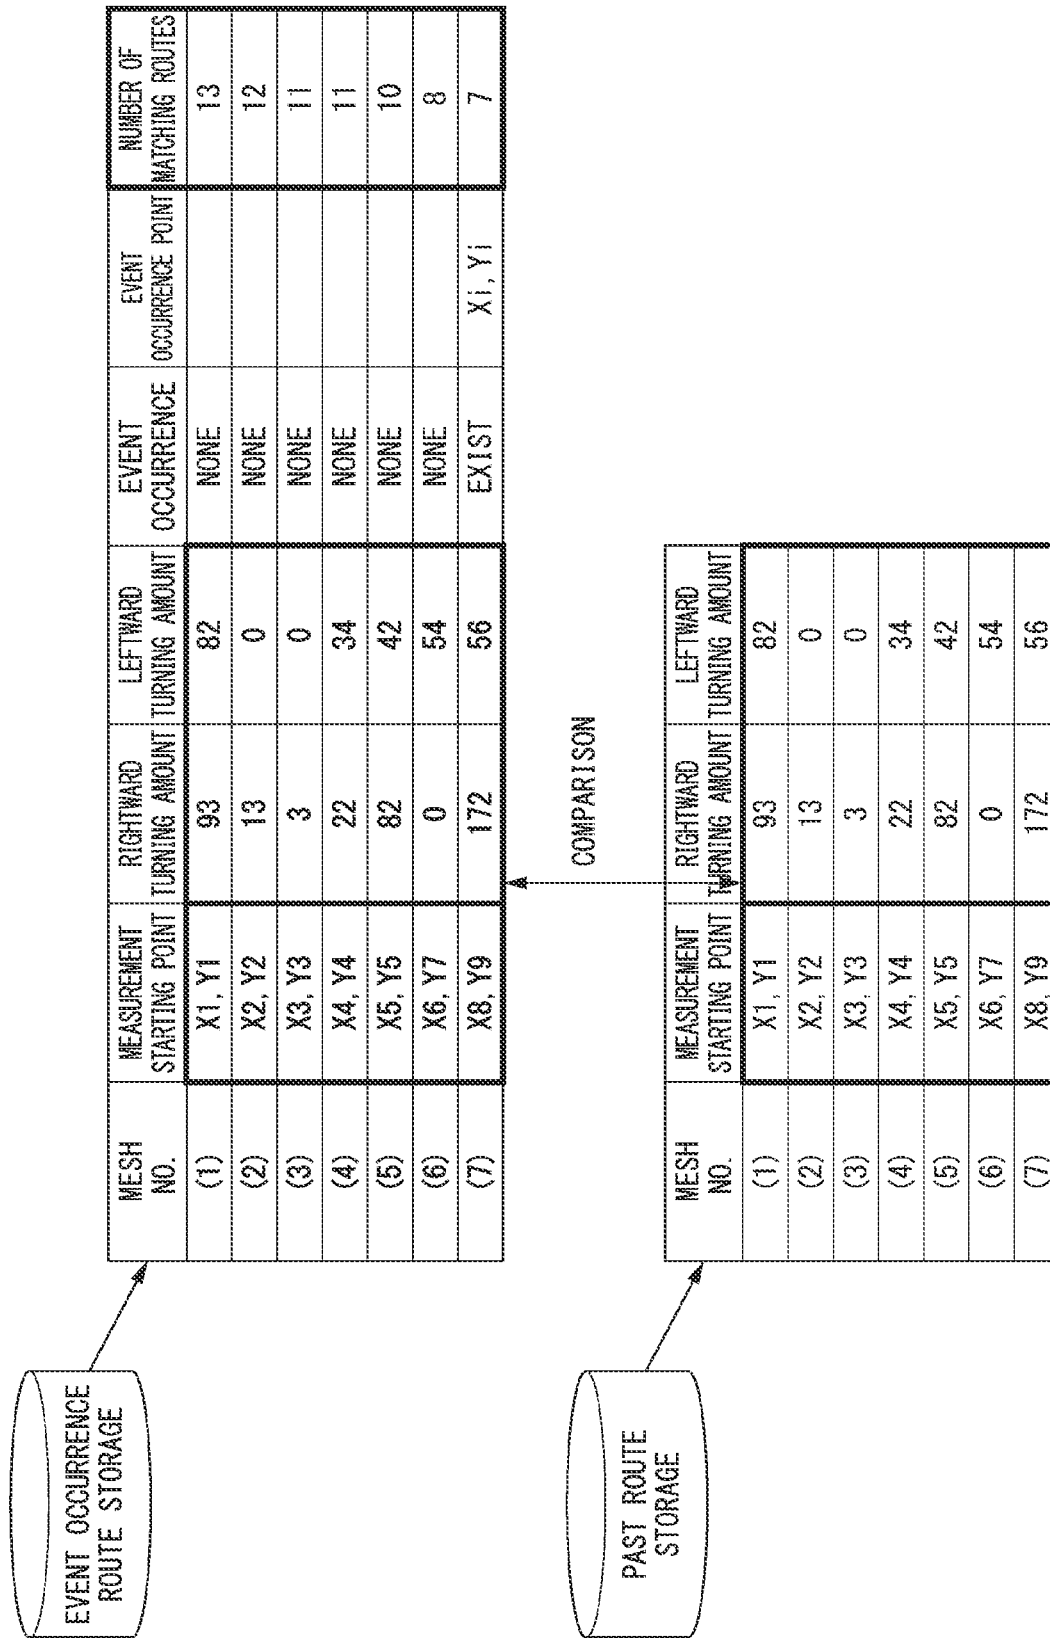 EVENT OCCURRENCE
ROUTE STORAGE
MESH NO. MEASUREMENT STARTING POINT RIGHTWARD TURNING AMOUNT LEFTWARD TURNING AMOUNT EVENT OCCURRENCE EVENT OCCURRENCE POINT NUMBER OF MATCHING ROUTES
(1) X1, Y1 93 82 NONE 13
(2) X2, Y2 13 0 NONE 12
(3) X3, Y3 3 0 NONE 11
(4) X4, Y4 22 34 NONE 11
(5) X5, Y5 82 42 NONE 10
(6) X6, Y7 0 54 NONE 8
(7) X8, Y9 172 56 EXIST Xi, Yi 7
COMPARISON
PAST ROUTE
STORAGE
MESH NO. MEASUREMENT STARTING POINT RIGHTWARD TURNING AMOUNT LEFTWARD TURNING AMOUNT
(1) X1, Y1 93 82
(2) X2, Y2 13 0
(3) X3, Y3 3 0
(4) X4, Y4 22 34
(5) X5, Y5 82 42
(6) X6, Y7 0 54
(7) X8, Y9 172 56